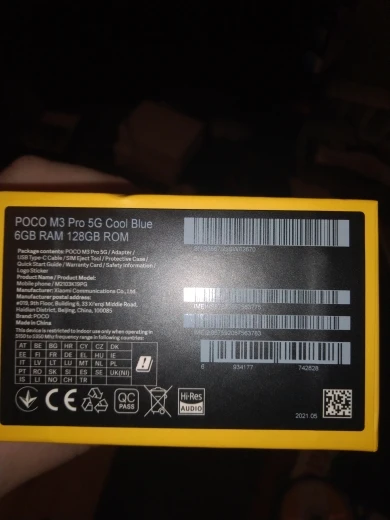 POCO M3 Pro 5G Cool Blue
6GB RAM 128GB ROM
Package contents: POCO M3 Pro 5G / Adapter /
USB Type-C Cable / SIM Eject Tool / Protective Case /
Quick Start Guide / Warranty Card / Safety Information /
Logo Sticker
Product Name / Product Model:
Mobile phone / M2103K19PG
Manufacturer: Xiaomi Communications Co., Ltd.
Manufacturer postal address:
#019, 9th Floor, Building 6, 33 Xi'erqi Middle Road,
Haidian District, Beijing, China, 100085
Brand: POCO
Made in China
This device is restricted to indoor use only when operating in
5150 to 5350 Mhz frequency range in following countries:
AT BE BG HR CY CZ DK
EE FI FR DE EL HU IE
IT LV LT LU MT NL PL
PT RO SK SI ES SE UK(NI)
IS LI NO CH TR
CE
QC
PASS
Hi-Res
AUDIO
6 934177 742828
2021.05